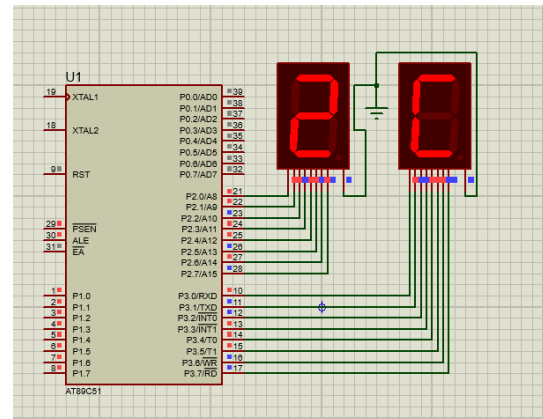 U1
19 XTAL1
18 XTAL2
9 RST
29 PSEN
30 ALE
31 EA
1 P1.0
2 P1.1
3 P1.2
4 P1.3
5 P1.4
6 P1.5
7 P1.6
8 P1.7
P0.0/AD0 39
P0.1/AD1 38
P0.2/AD2 37
P0.3/AD3 36
P0.4/AD4 35
P0.5/AD5 34
P0.6/AD6 33
P0.7/AD7 32
P2.0/A8 21
P2.1/A9 22
P2.2/A10 23
P2.3/A11 24
P2.4/A12 25
P2.5/A13 26
P2.6/A14 27
P2.7/A15 28
P3.0/RXD 10
P3.1/TXD 11
P3.2/INT0 12
P3.3/INT1 13
P3.4/T0 14
P3.5/T1 15
P3.6/WR 16
P3.7/RD 17
AT89C51
2 C